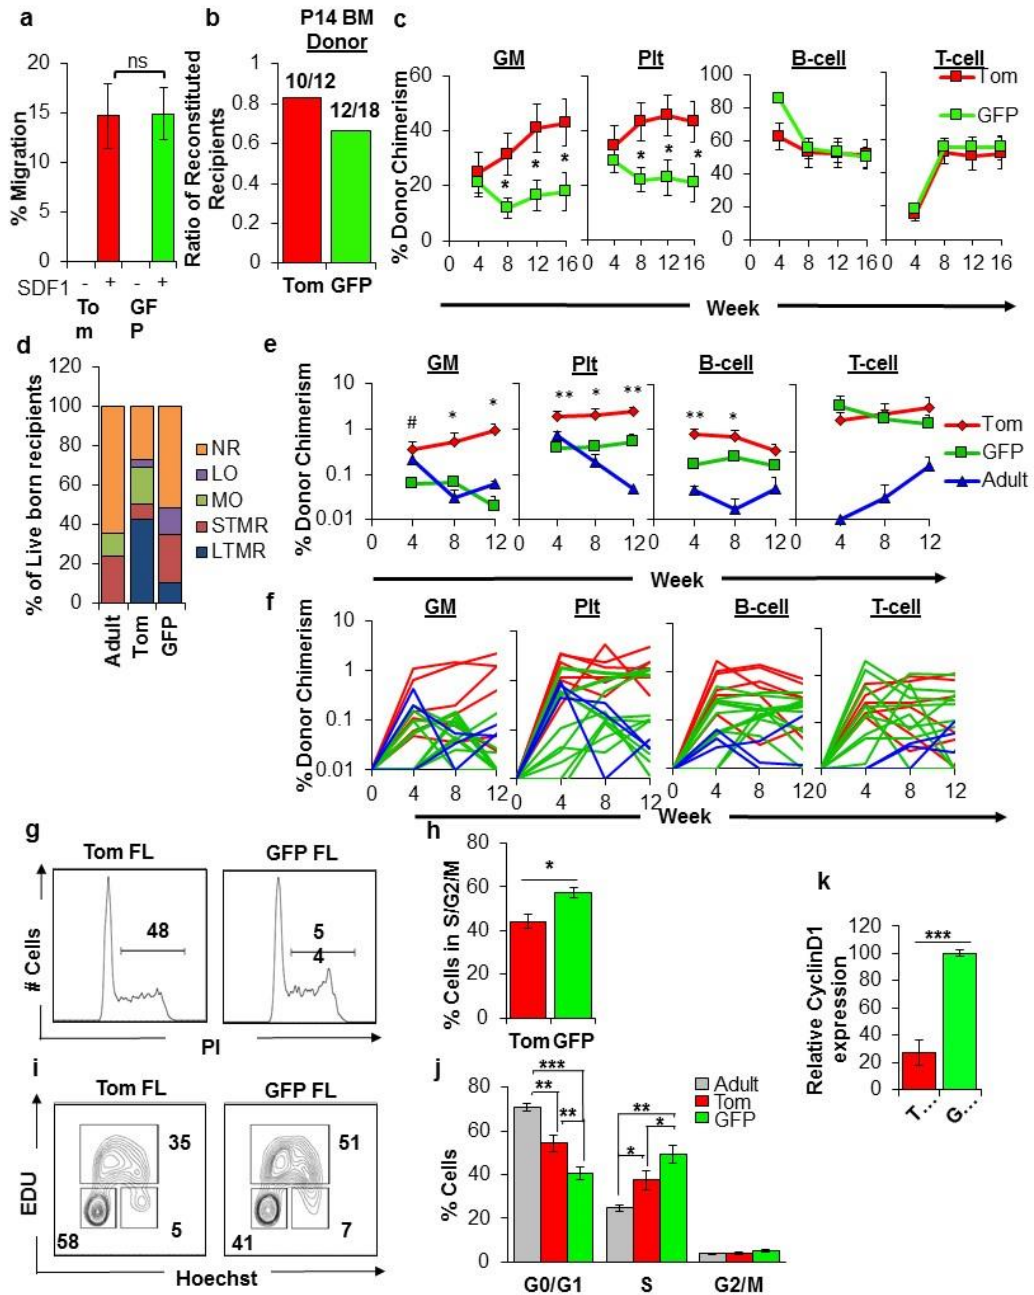 a
% Migration
20
15
10
5
0
ns
SDF1 - + - +
To
m
GF
P
b
P14 BM
Donor
Ratio of Reconstituted
Recipients
1
0.8
0.6
0.4
0.2
0
10/12
12/18
Tom GFP
c
GM
Plt
B-cell
T-cell
% Donor Chimerism
60
40
20
0
* * *
* * *
100
80
60
40
20
0
Tom
GFP
0 4 8 12 16
0 4 8 12 16
0 4 8 12 16
0 4 8 12 16
Week
d
% of Live born recipients
120
100
80
60
40
20
0
NR
LO
MO
STMR
LTMR
Adult
Tom
GFP
e
GM
Plt
B-cell
T-cell
% Donor Chimerism
10
1
0.1
0.01
# * *
** * **
** *
Tom
GFP
Adult
0 4 8 12
0 4 8 12
0 4 8 12
0 4 8 12
Week
f
GM
Plt
B-cell
T-cell
% Donor Chimerism
10
1
0.1
0.01
0 4 8 12
0 4 8 12
0 4 8 12
0 4 8 12
Week
g
Tom FL
GFP FL
# Cells
48
5
4
PI
h
% Cells in S/G2/M
80
60
40
20
0
*
Tom GFP
i
Tom FL
GFP FL
EDU
35
5
58
51
7
41
Hoechst
j
% Cells
80
60
40
20
0
***
**
**
**
*
*
Adult
Tom
GFP
G0/G1
S
G2/M
k
Relative CyclinD1
expression
120
100
80
60
40
20
0
***
T...
G...